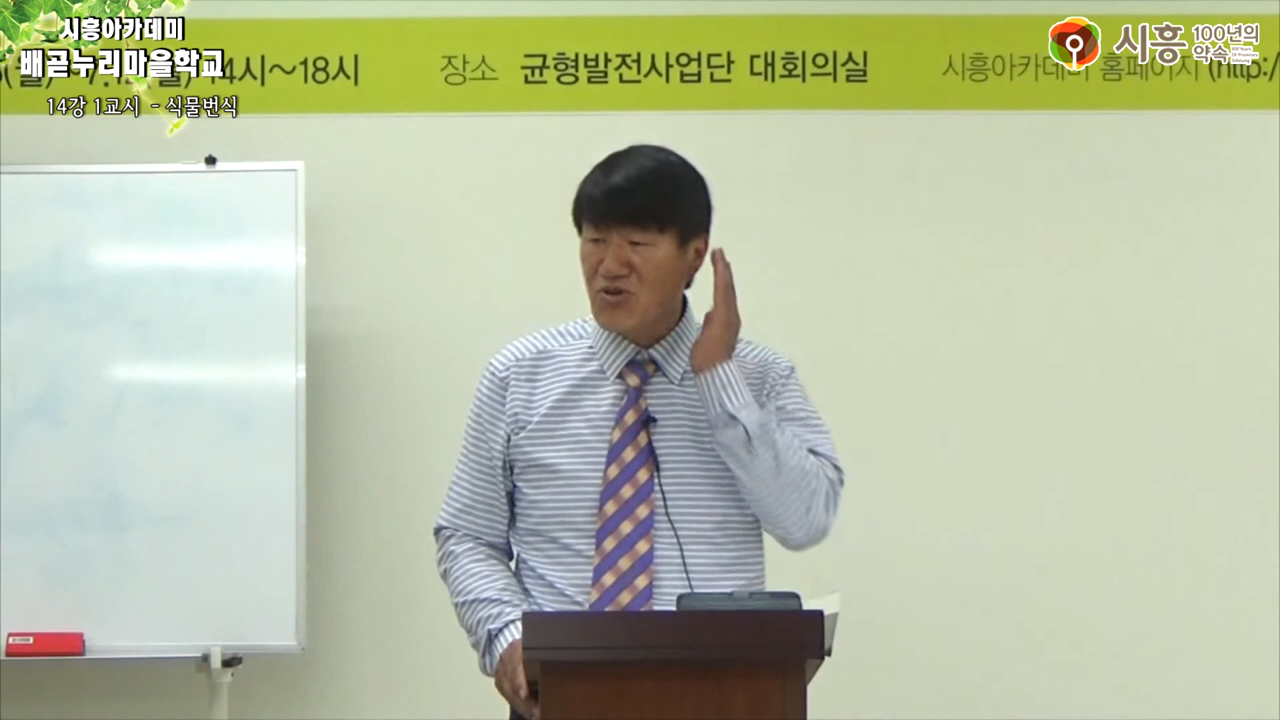 시흥아카데미
배곧누리마을학교
14강 1교시 - 식물번식
14시~18시
장소 균형발전사업단 대회의실
시흥아카데미 홈페이지 (http:/
시흥 100년의 약속